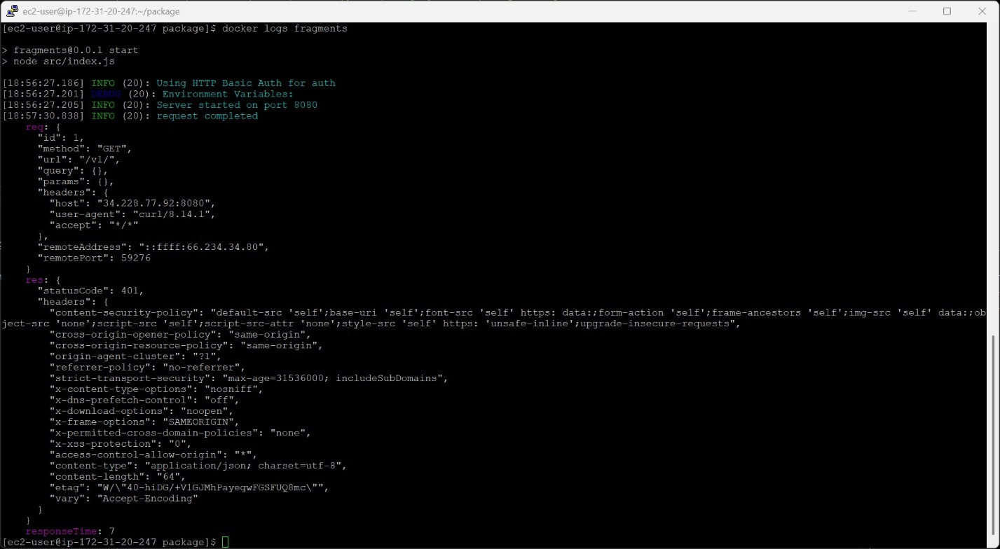 ec2-user@ip-172-31-20-247:~/package
[ec2-user@ip-172-31-20-247 package]$ docker logs fragments
> fragments@0.0.1 start
> node src/index.js
[18:56:27.186] INFO (20): Using HTTP Basic Auth for auth
[18:56:27.201] DEBUG (20): Environment Variables:
[18:56:27.205] INFO (20): Server started on port 8080
[18:57:30.838] INFO (20): request completed
    req: {
      "id": 1,
      "method": "GET",
      "url": "/v1/",
      "query": {},
      "params": {},
      "headers": {
        "host": "34.228.77.92:8080",
        "user-agent": "curl/8.14.1",
        "accept": "*/*"
      },
      "remoteAddress": "::ffff:66.234.34.80",
      "remotePort": 59276
    }
    res: {
      "statusCode": 401,
      "headers": {
        "content-security-policy": "default-src 'self';base-uri 'self';font-src 'self' https: data:;form-action 'self';frame-ancestors 'self';img-src 'self' data:;ob
ject-src 'none';script-src 'self';script-src-attr 'none';style-src 'self' https: 'unsafe-inline';upgrade-insecure-requests",
        "cross-origin-opener-policy": "same-origin",
        "cross-origin-resource-policy": "same-origin",
        "origin-agent-cluster": "?1",
        "referrer-policy": "no-referrer",
        "strict-transport-security": "max-age=31536000; includeSubDomains",
        "x-content-type-options": "nosniff",
        "x-dns-prefetch-control": "off",
        "x-download-options": "noopen",
        "x-frame-options": "SAMEORIGIN",
        "x-permitted-cross-domain-policies": "none",
        "x-xss-protection": "0",
        "access-control-allow-origin": "*",
        "content-type": "application/json; charset=utf-8",
        "content-length": "64",
        "etag": "W/\"40-hiDG/+V1GJMhPayegwFGSFUQ8mc\"",
        "vary": "Accept-Encoding"
      }
    }
    responseTime: 7
[ec2-user@ip-172-31-20-247 package]$